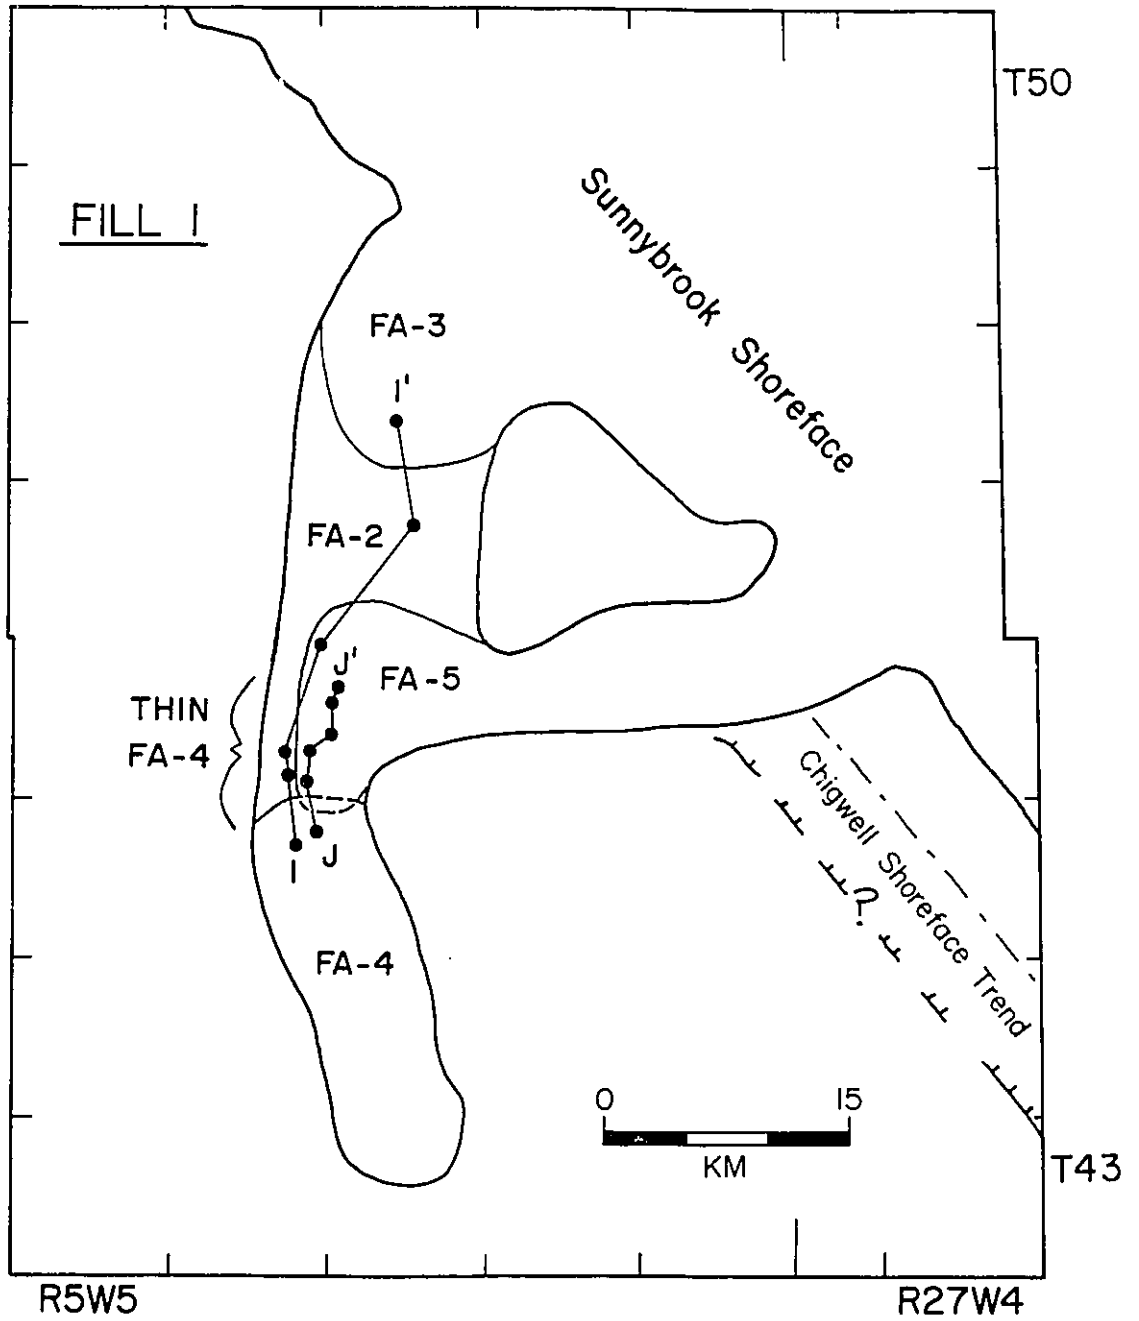 T50
FILL I
Sunnybrook Shoreface
FA-3
I'
FA-2
J'
FA-5
THIN
FA-4
I
J
Chigwell Shoreface Trend
?
FA-4
0 15
KM
T43
R5W5
R27W4